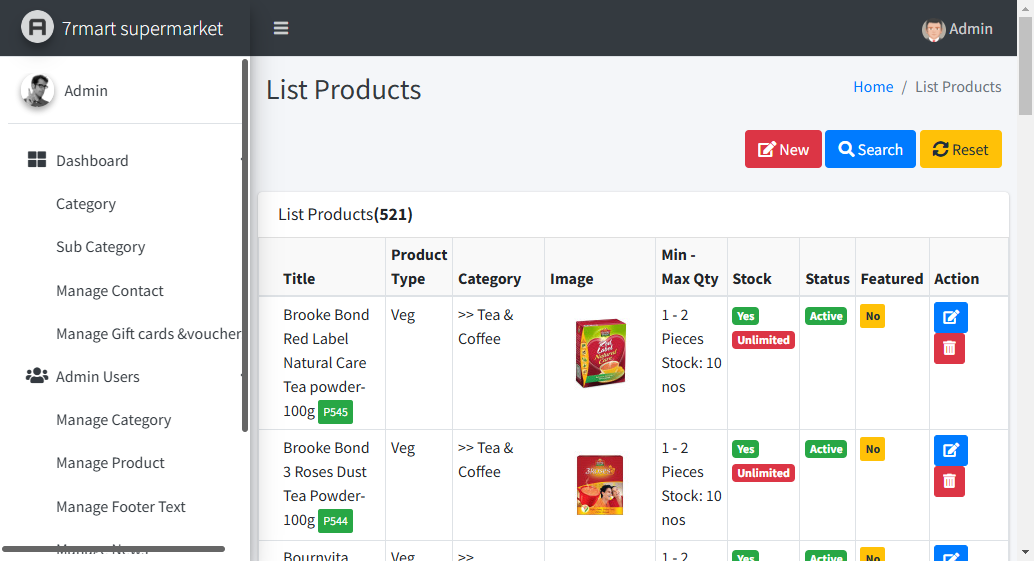 7rmart supermarket
Admin
Admin
List Products
Home / List Products
New
Search
Reset
Dashboard
Category
Sub Category
Manage Contact
Manage Gift cards &voucher
Admin Users
Manage Category
Manage Product
Manage Footer Text
Manage News
List Products(521)
Title
Product
Type
Category
Image
Min -
Max Qty
Stock
Status
Featured
Action
Brooke Bond
Red Label
Natural Care
Tea powder-
100g P545
Veg
>> Tea &
Coffee
1 - 2
Pieces
Stock: 10
nos
Yes
Unlimited
Active
No
Brooke Bond
3 Roses Dust
Tea Powder-
100g P544
Veg
>> Tea &
Coffee
1 - 2
Pieces
Stock: 10
nos
Yes
Unlimited
Active
No
Bournvita
Veg
>>
1 - 2
Yes
Active
No